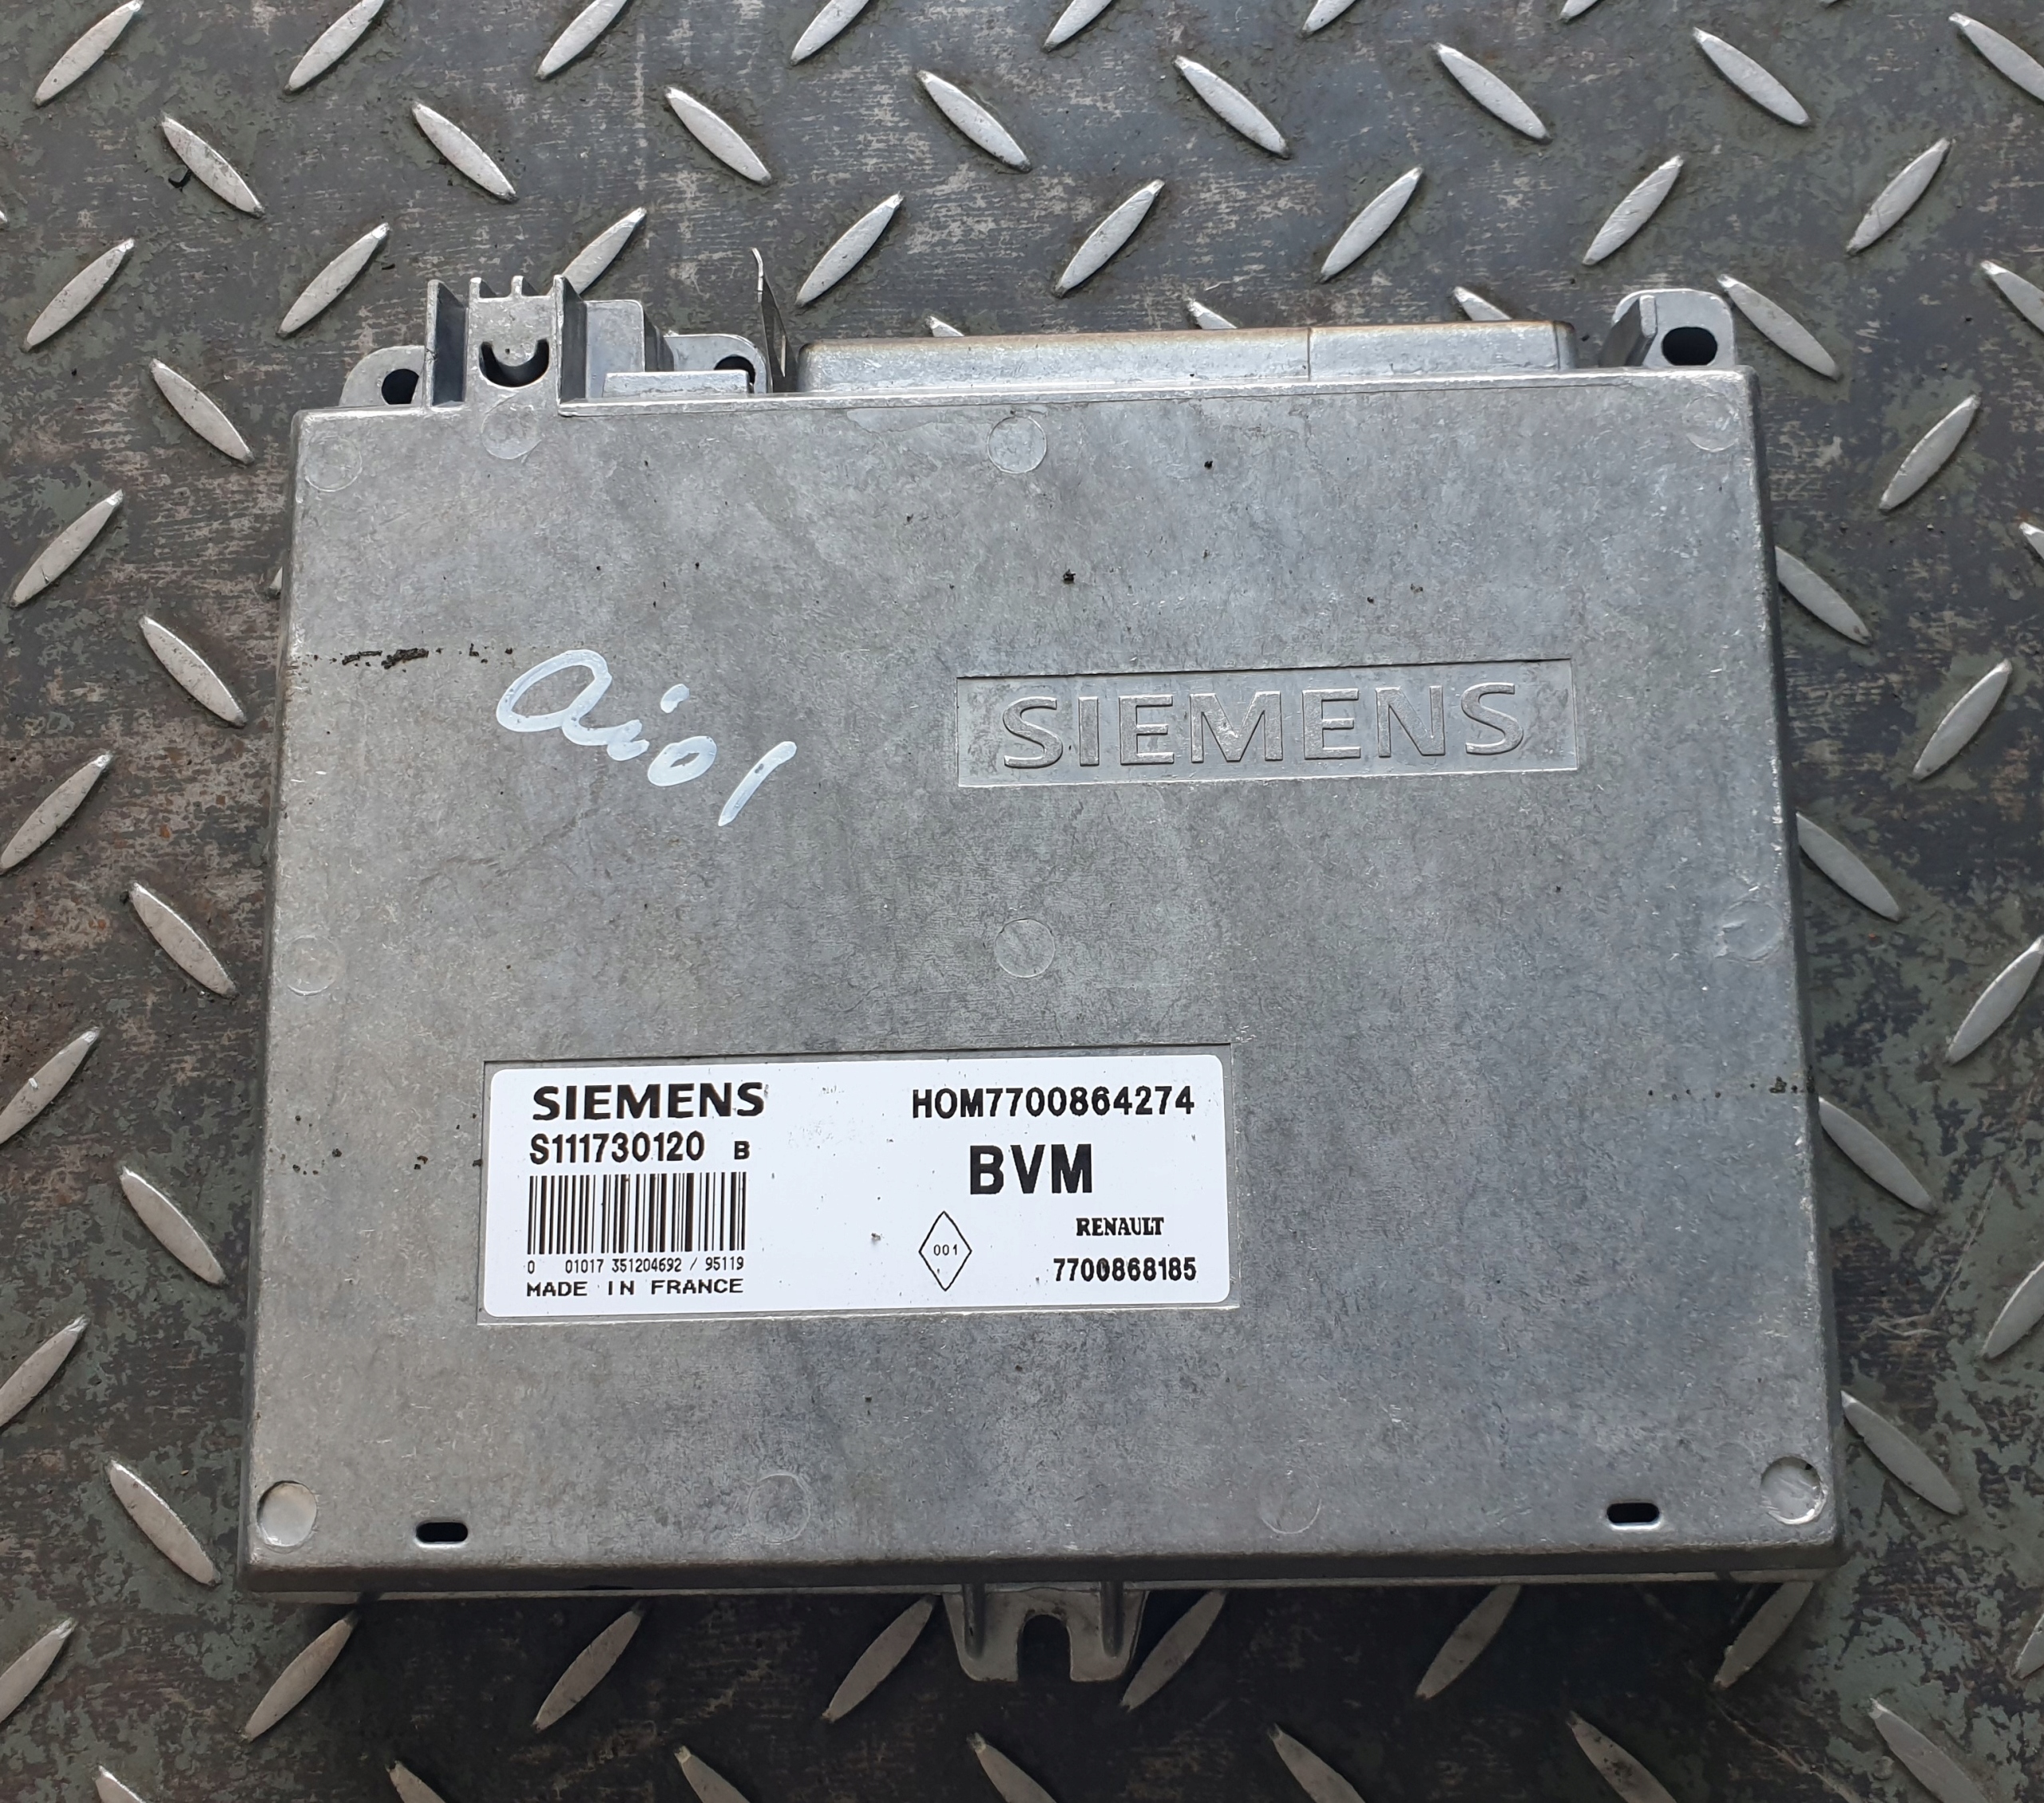 SIEMENS
SIEMENS
S111730120 B
0 01017 351204692 / 95119
MADE IN FRANCE
HOM7700864274
BVM
001
RENAULT
7700868185